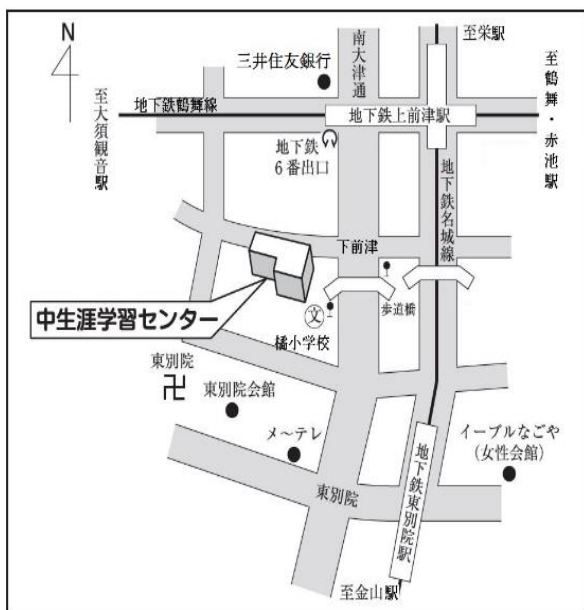 N
至栄駅
南大津通
三井住友銀行
至鶴舞・赤池駅
地下鉄鶴舞線
地下鉄上前津駅
至大須観音駅
地下鉄
6番出口
地下鉄名城線
下前津
歩道橋
中生涯学習センター
文
橘小学校
東別院
卍
東別院会館
メ〜テレ
イーブルなごや
(女性会館)
地下鉄東別院駅
東別院
至金山駅